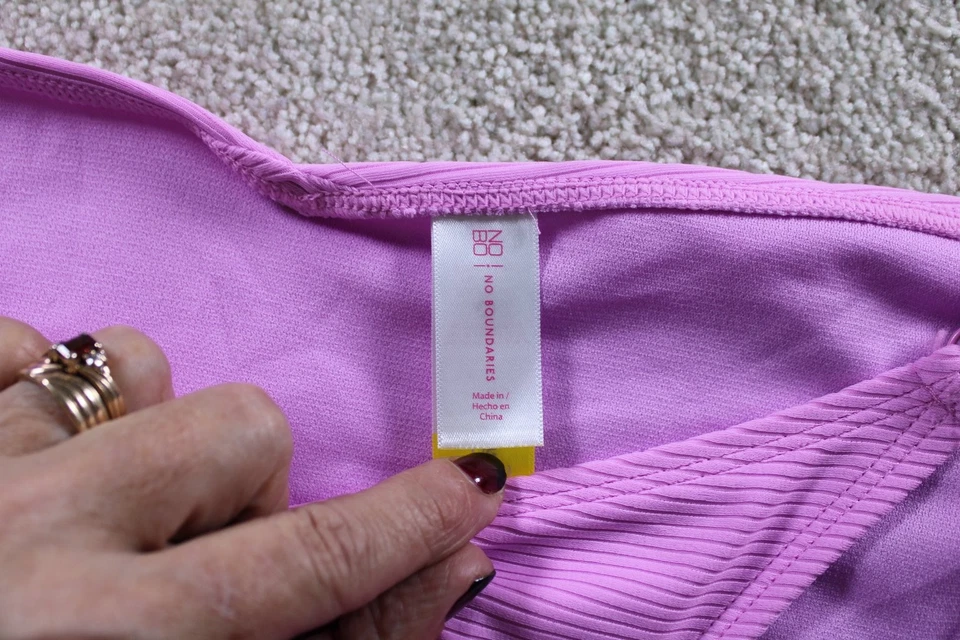 NO
BO
NO BOUNDARIES
Made in /
Hecho en
China